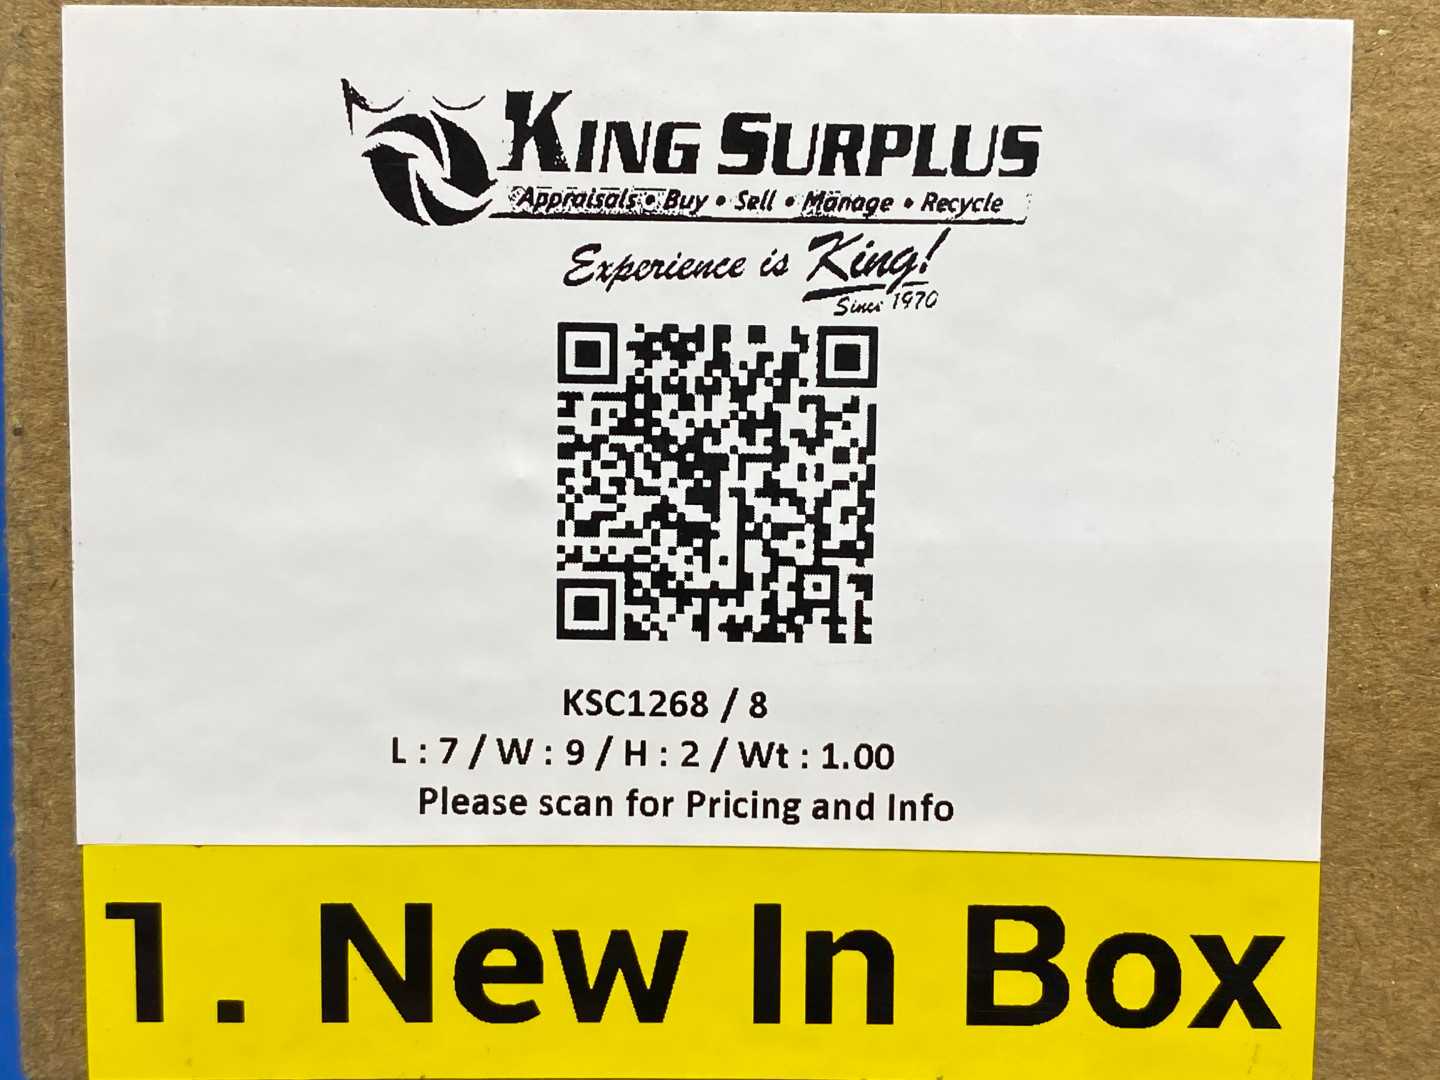 KING SURPLUS
Appraisals • Buy • Sell • Manage • Recycle
Experience is King!
Since 1970
KSC1268 / 8
L : 7 / W : 9 / H : 2 / Wt : 1.00
Please scan for Pricing and Info
1. New In Box